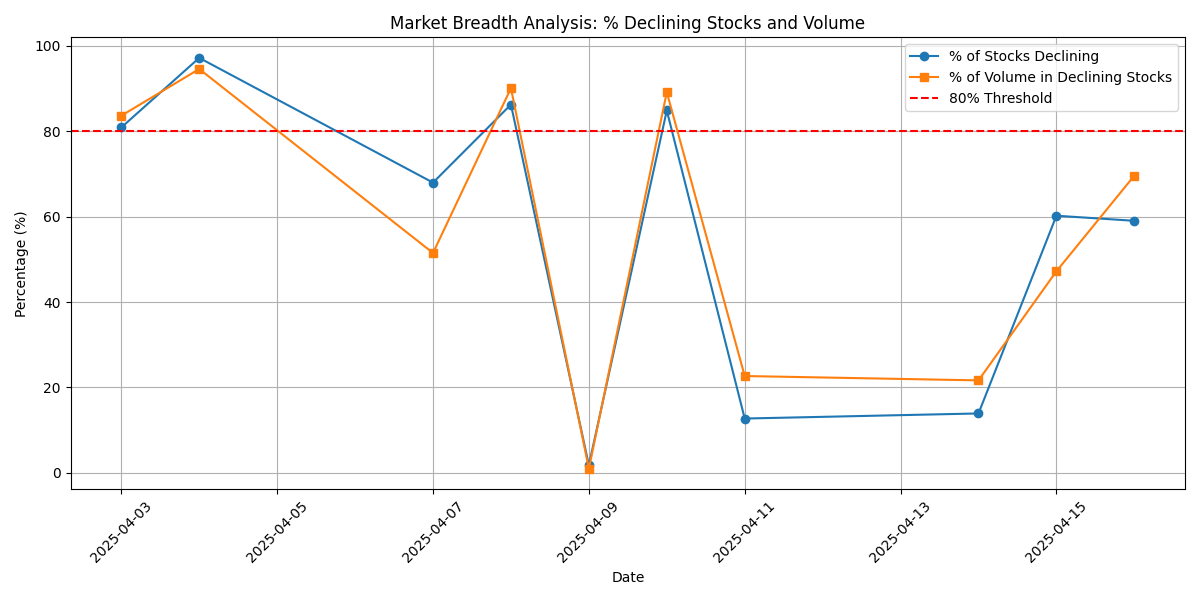 Market Breadth Analysis: % Declining Stocks and Volume
% of Stocks Declining
% of Volume in Declining Stocks
80% Threshold
Percentage (%)
100
80
60
40
20
0
2025-04-03
2025-04-05
2025-04-07
2025-04-09
2025-04-11
2025-04-13
2025-04-15
Date